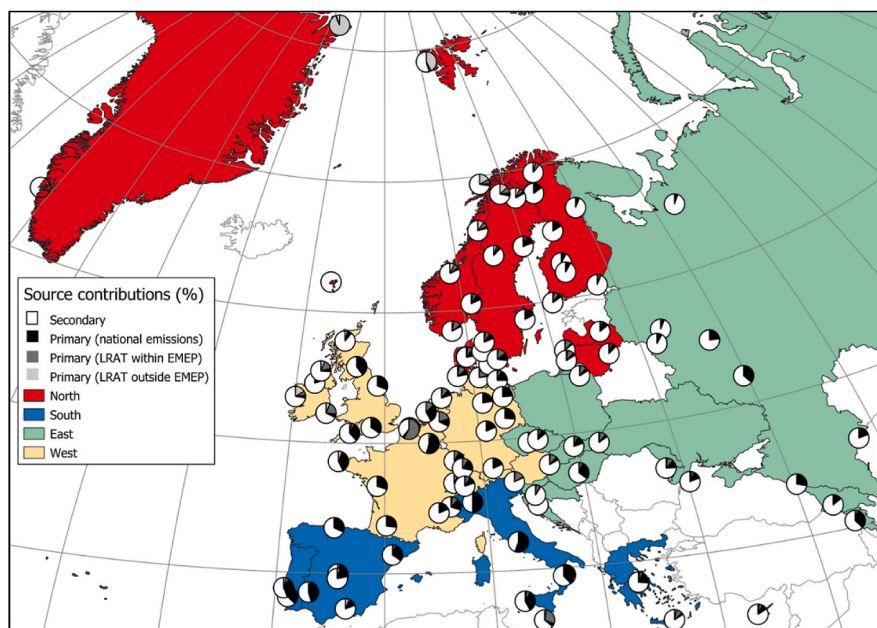 Source contributions (%)
Secondary
Primary (national emissions)
Primary (LRAT within EMEP)
Primary (LRAT outside EMEP)
North
South
East
West